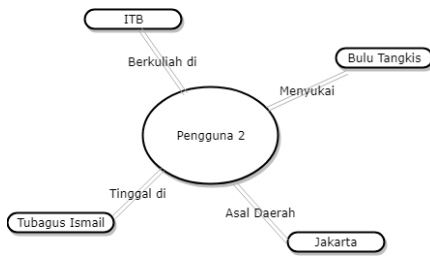 ITB
Berkuliah di
Bulu Tangkis
Menyukai
Pengguna 2
Tinggal di
Asal Daerah
Tubagus Ismail
Jakarta